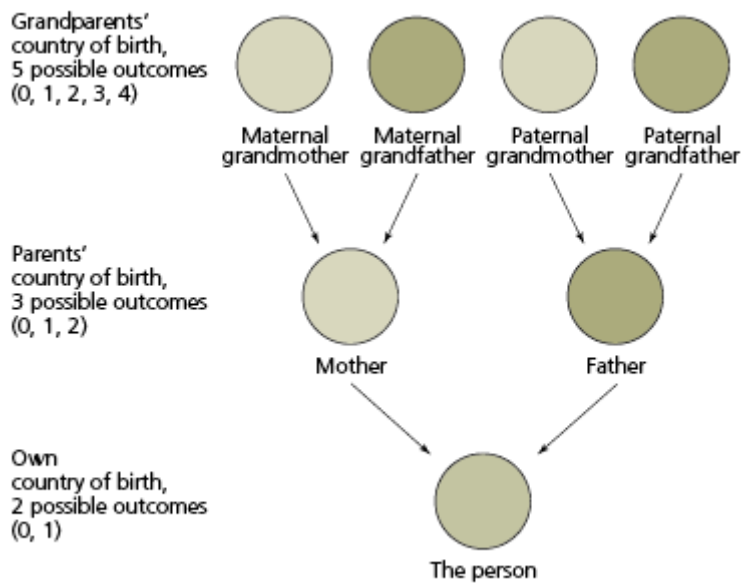 Grandparents'
country of birth,
5 possible outcomes
(0, 1, 2, 3, 4)
Maternal
grandmother
Maternal
grandfather
Paternal
grandmother
Paternal
grandfather
Parents'
country of birth,
3 possible outcomes
(0, 1, 2)
Mother
Father
Own
country of birth,
2 possible outcomes
(0, 1)
The person